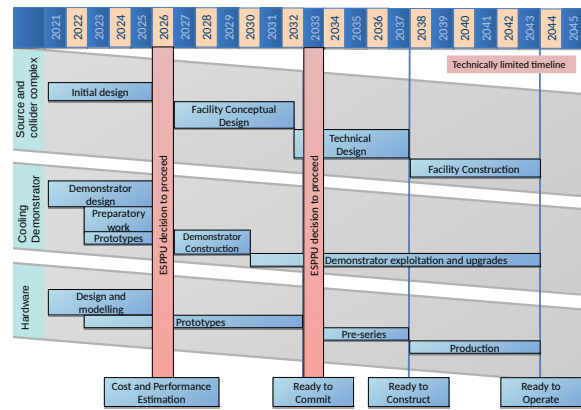 2021 2022 2023 2024 2025 2026 2027 2028 2029 2030 2031 2032 2033 2034 2035 2036 2037 2038 2039 2040 2041 2042 2043 2044 2045
Technically limited timeline
Source and
collider complex
Initial design
Facility Conceptual
Design
Technical
Design
Facility Construction
ESPPU decision to proceed
ESPPU decision to proceed
Cooling
Demonstrator
Demonstrator
design
Preparatory
work
Prototypes
Demonstrator
Construction
Demonstrator exploitation and upgrades
Hardware
Design and
modelling
Prototypes
Pre-series
Production
Cost and Performance
Estimation
Ready to
Commit
Ready to
Construct
Ready to
Operate